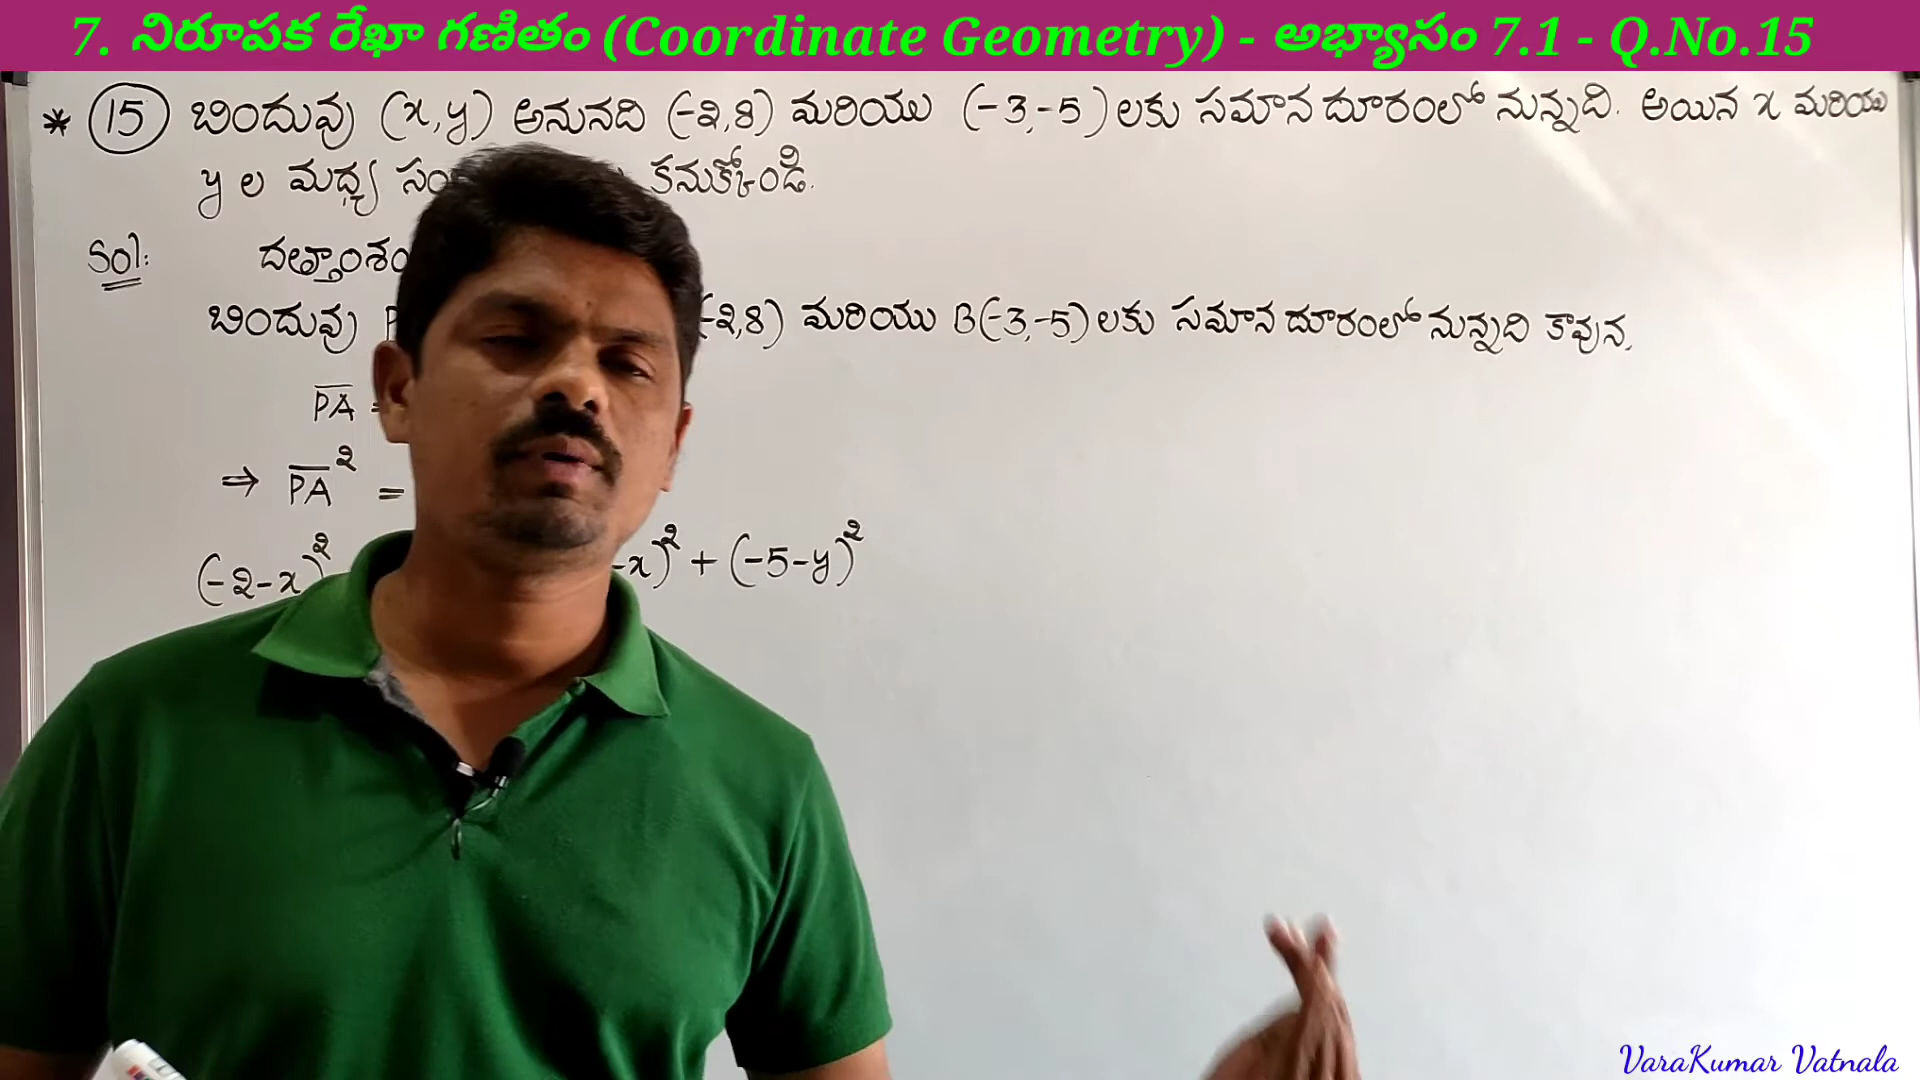 7. నిరూపక రేఖా గణితం (Coordinate Geometry) - అభ్యాసం 7.1 - Q.No.15
* 15 బిందువు (x,y) అనునది (-2,8) మరియు (-3,-5) లకు సమాన దూరంలో నున్నది. అయిన x మరియు
y ల మధ్య కనుక్కోండి.
Sol: దత్తాంశం
బిందువు -2,8) మరియు B(-3,-5) లకు సమాన దూరంలో నున్నది కావున,
PA =
⇒ PA² =
(-2-x)² -x)² + (-5-y)²
VaraKumar Vatnala